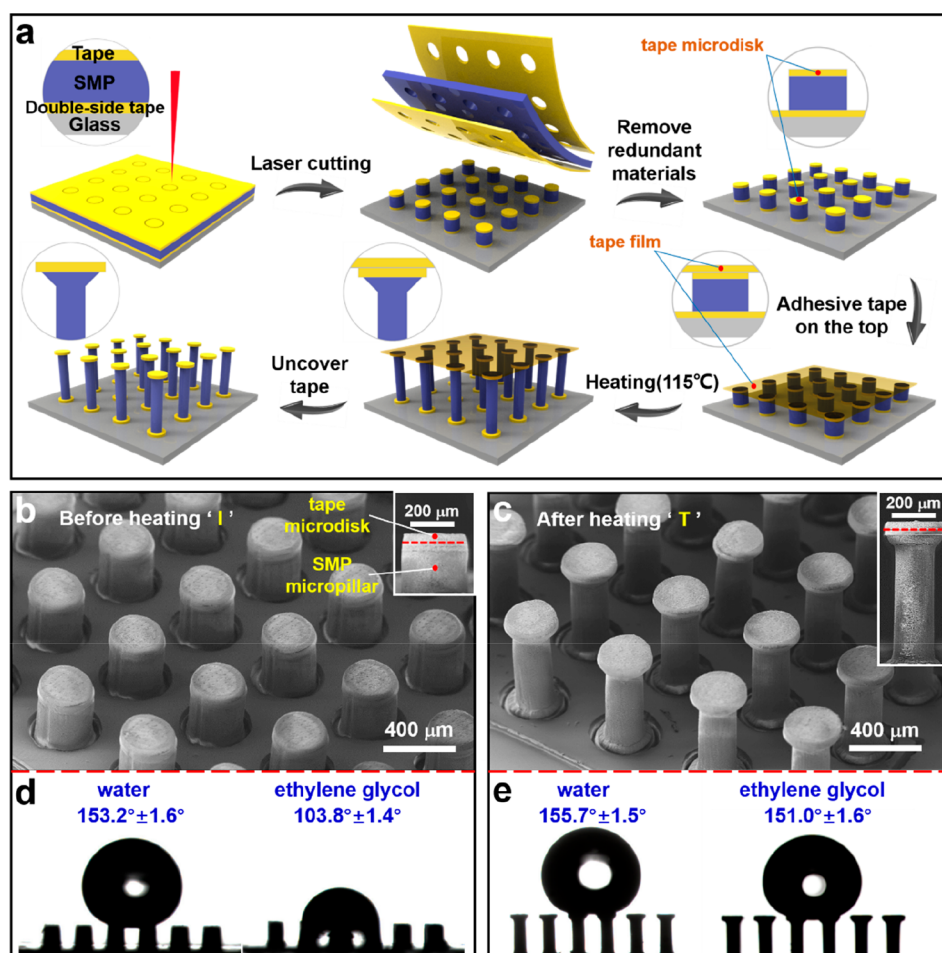 a
Tape
SMP
Double-side tape
Glass
Laser cutting
Remove
redundant
materials
tape microdisk
tape film
Adhesive tape
on the top
Heating(115℃)
Uncover
tape
b
Before heating ‘ I ’
tape
microdisk
SMP
micropillar
200 μm
400 μm
c
After heating ‘ T ’
200 μm
400 μm
d
water
153.2°±1.6°
ethylene glycol
103.8°±1.4°
e
water
155.7°±1.5°
ethylene glycol
151.0°±1.6°